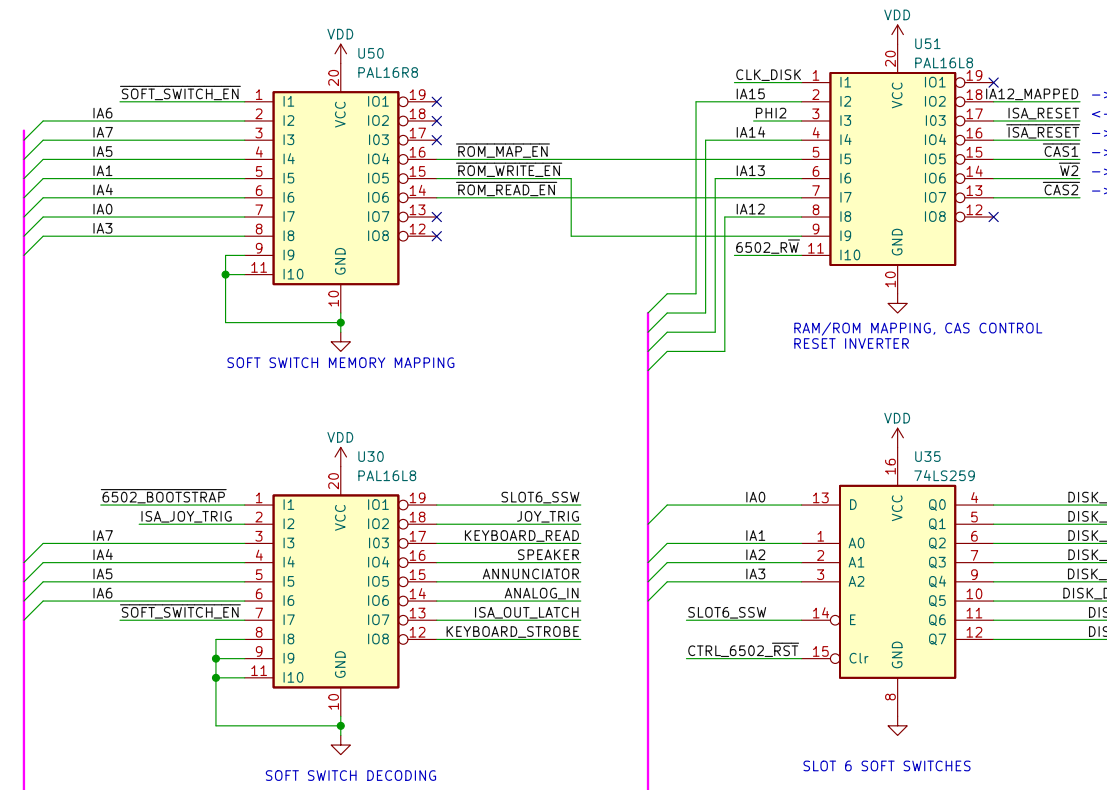 VDD
U50
PAL16R8
20
VCC
SOFT_SWITCH_EN 1 I1
IA6 2 I2
IA7 3 I3
IA5 4 I4
IA1 5 I5
IA4 6 I6
IA0 7 I7
IA3 8 I8
9 I9
11 I10
IO1 19
IO2 18
IO3 17
IO4 16 ROM_MAP_EN
IO5 15 ROM_WRITE_EN
IO6 14 ROM_READ_EN
IO7 13
IO8 12
GND
10
SOFT SWITCH MEMORY MAPPING
VDD
U51
PAL16L8
20
VCC
CLK_DISK 1 I1
IA15 2 I2
PHI2 3 I3
IA14 4 I4
5 I5
IA13 6 I6
7 I7
IA12 8 I8
9 I9
6502_RW 11 I10
IO1 19
IO2 18 IA12_MAPPED ->
IO3 17 ISA_RESET <-
IO4 16 ISA_RESET ->
IO5 15 CAS1 ->
IO6 14 W2 ->
IO7 13 CAS2 ->
IO8 12
GND
10
RAM/ROM MAPPING, CAS CONTROL
RESET INVERTER
VDD
U30
PAL16L8
20
VCC
6502_BOOTSTRAP 1 I1
ISA_JOY_TRIG 2 I2
IA7 3 I3
IA4 4 I4
IA5 5 I5
IA6 6 I6
SOFT_SWITCH_EN 7 I7
8 I8
9 I9
11 I10
IO1 19 SLOT6_SSW
IO2 18 JOY_TRIG
IO3 17 KEYBOARD_READ
IO4 16 SPEAKER
IO5 15 ANNUNCIATOR
IO6 14 ANALOG_IN
IO7 13 ISA_OUT_LATCH
IO8 12 KEYBOARD_STROBE
GND
10
SOFT SWITCH DECODING
VDD
U35
74LS259
16
VCC
IA0 13 D
IA1 1 A0
IA2 2 A1
IA3 3 A2
SLOT6_SSW 14 E
CTRL_6502_RST 15 Clr
Q0 4 DISK_
Q1 5 DISK_
Q2 6 DISK_
Q3 7 DISK_
Q4 9 DISK_
Q5 10 DISK_D
Q6 11 DIS
Q7 12 DIS
GND
8
SLOT 6 SOFT SWITCHES